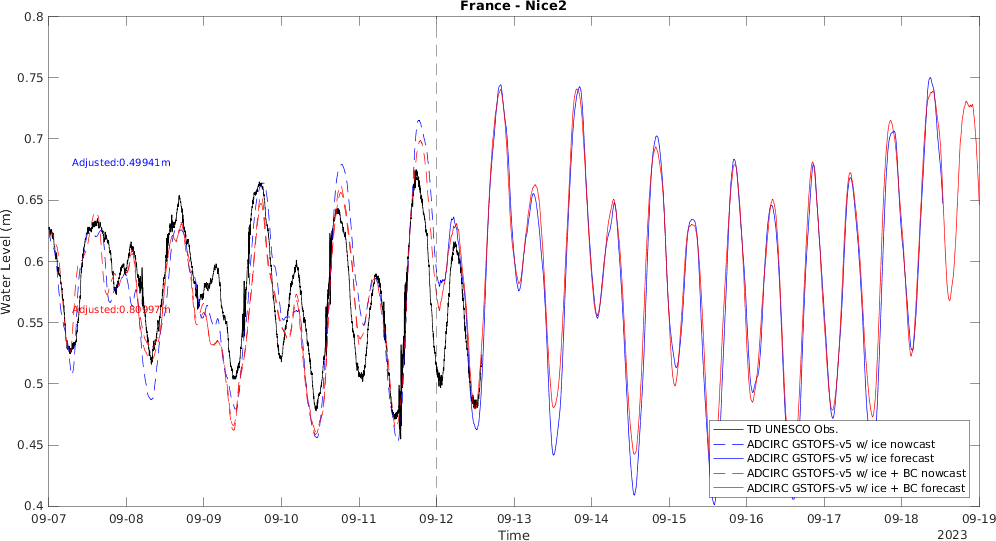 France - Nice2
0.8
0.75
0.7
0.65
0.6
0.55
0.5
0.45
0.4
Water Level (m)
Adjusted:0.49941m
Adjusted:0.80997m
TD UNESCO Obs.
ADCIRC GSTOFS-v5 w/ ice nowcast
ADCIRC GSTOFS-v5 w/ ice forecast
ADCIRC GSTOFS-v5 w/ ice + BC nowcast
ADCIRC GSTOFS-v5 w/ ice + BC forecast
09-07 09-08 09-09 09-10 09-11 09-12 09-13 09-14 09-15 09-16 09-17 09-18 09-19
Time
2023